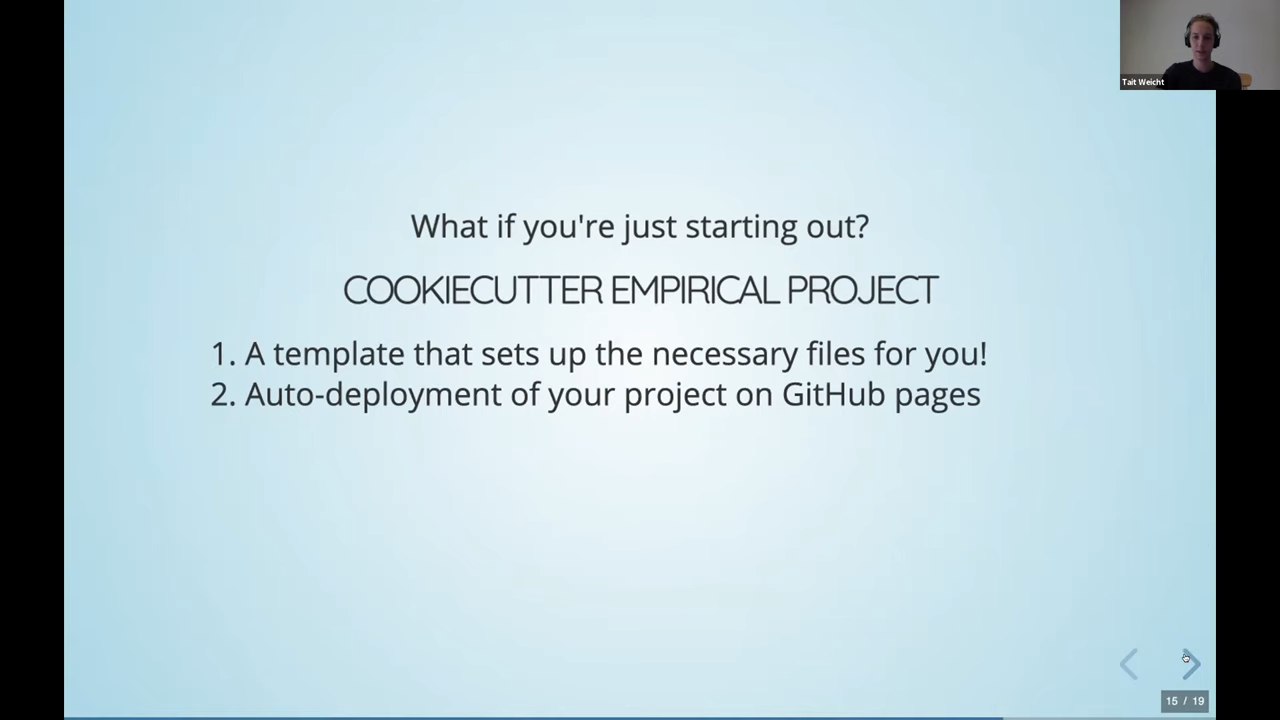 Tait Weicht
What if you're just starting out?
COOKIECUTTER EMPIRICAL PROJECT
1. A template that sets up the necessary files for you!
2. Auto-deployment of your project on GitHub pages
15 / 19